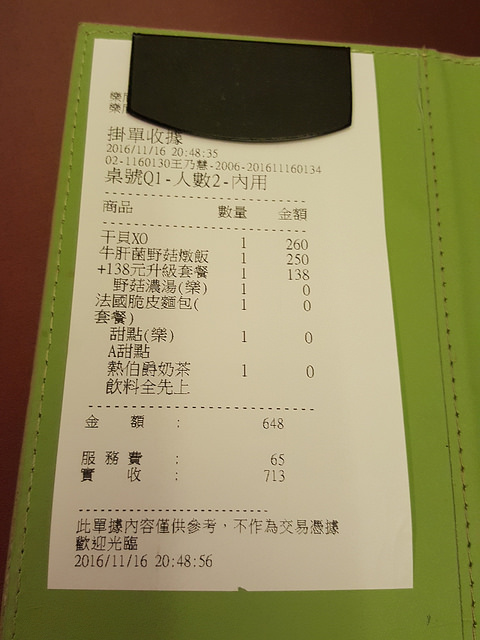 樂
樂
掛單收據
2016/11/16 20:48:35
02-1160130王乃慧-2006-201611160134
桌號Q1-人數2-內用
商品 數量 金額
干貝XO 1 260
牛肝菌野菇燉飯 1 250
+138元升級套餐 1 138
野菇濃湯(樂) 1 0
法國脆皮麵包( 1 0
套餐)
甜點(樂) 1 0
A甜點
熱伯爵奶茶 1 0
飲料全先上
金 額 : 648
服 務 費 : 65
實 收 : 713
此單據內容僅供參考，不作為交易憑據
歡迎光臨
2016/11/16 20:48:56